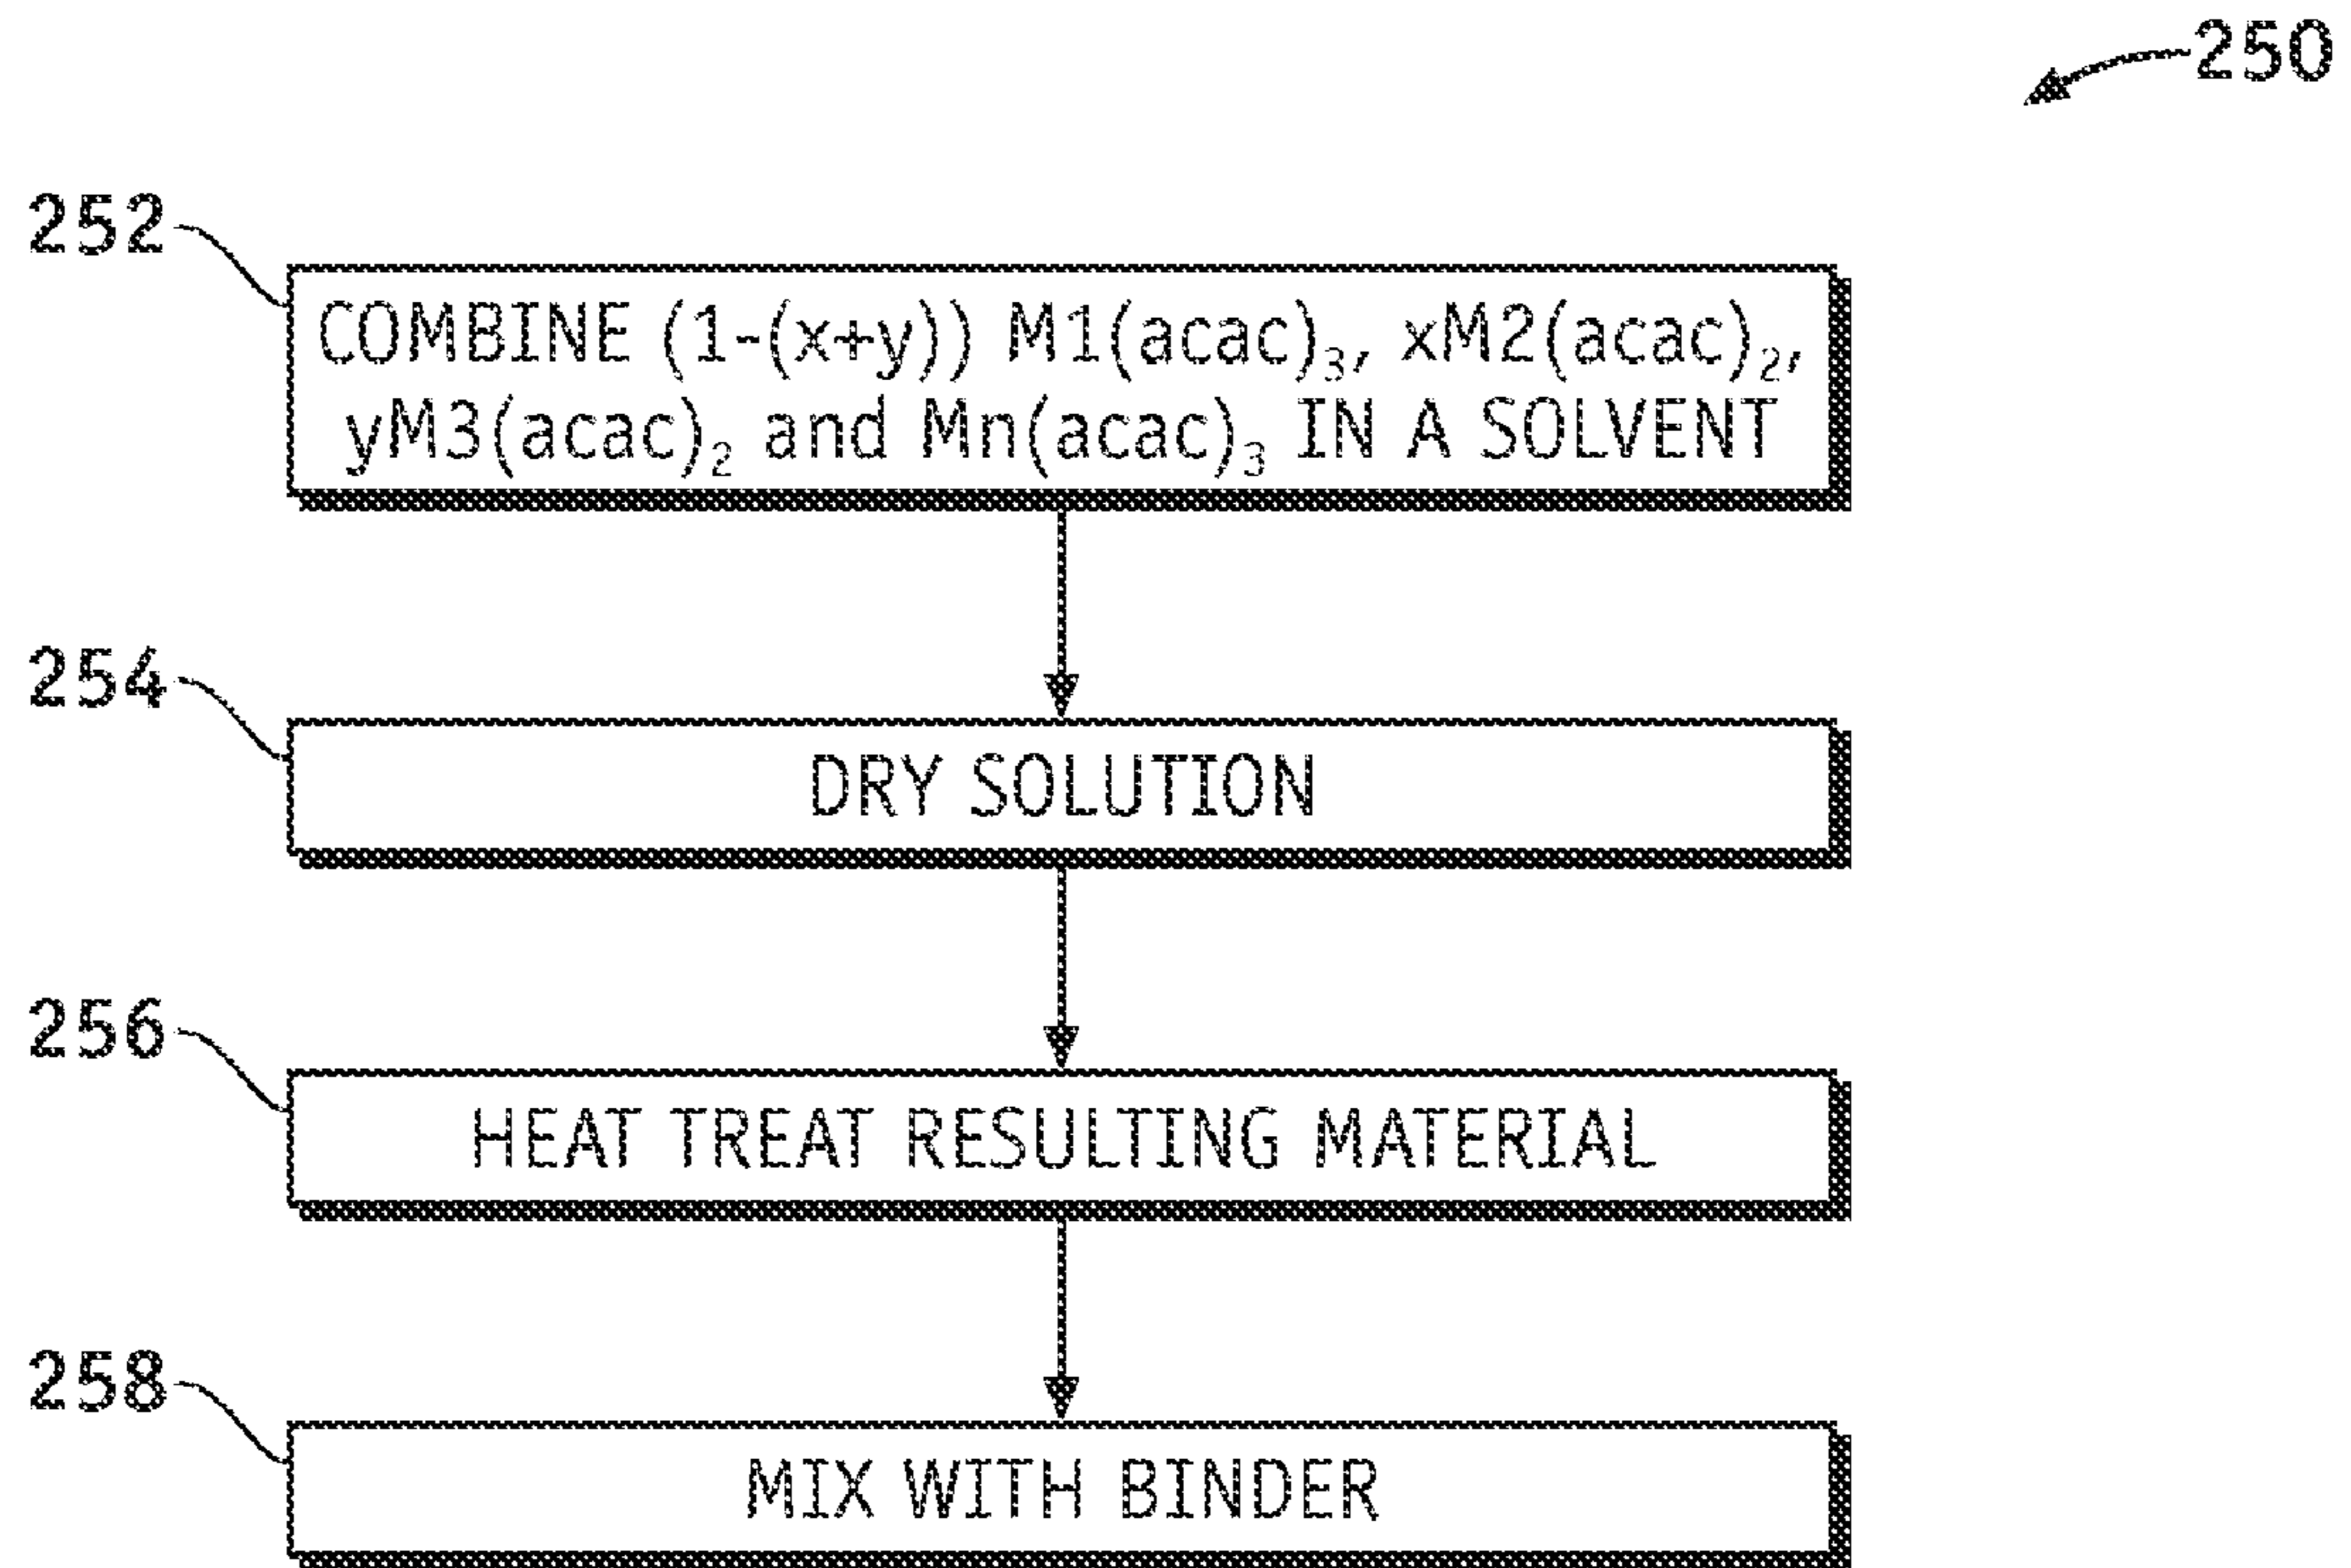 250
252
COMBINE (1-(x+y)) M1(acac)₃, xM2(acac)₂,
yM3(acac)₂ and Mn(acac)₃ IN A SOLVENT
254
DRY SOLUTION
256
HEAT TREAT RESULTING MATERIAL
258
MIX WITH BINDER